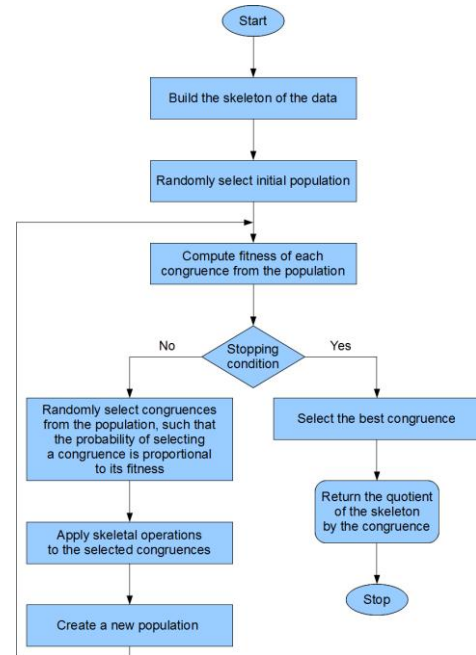 Start
Build the skeleton of the data
Randomly select initial population
Compute fitness of each
congruence from the population
Stopping
condition
No
Yes
Randomly select congruences
from the population, such that
the probability of selecting
a congruence is proportional
to its fitness
Select the best congruence
Apply skeletal operations
to the selected congruences
Return the quotient
of the skeleton
by the congruence
Create a new population
Stop